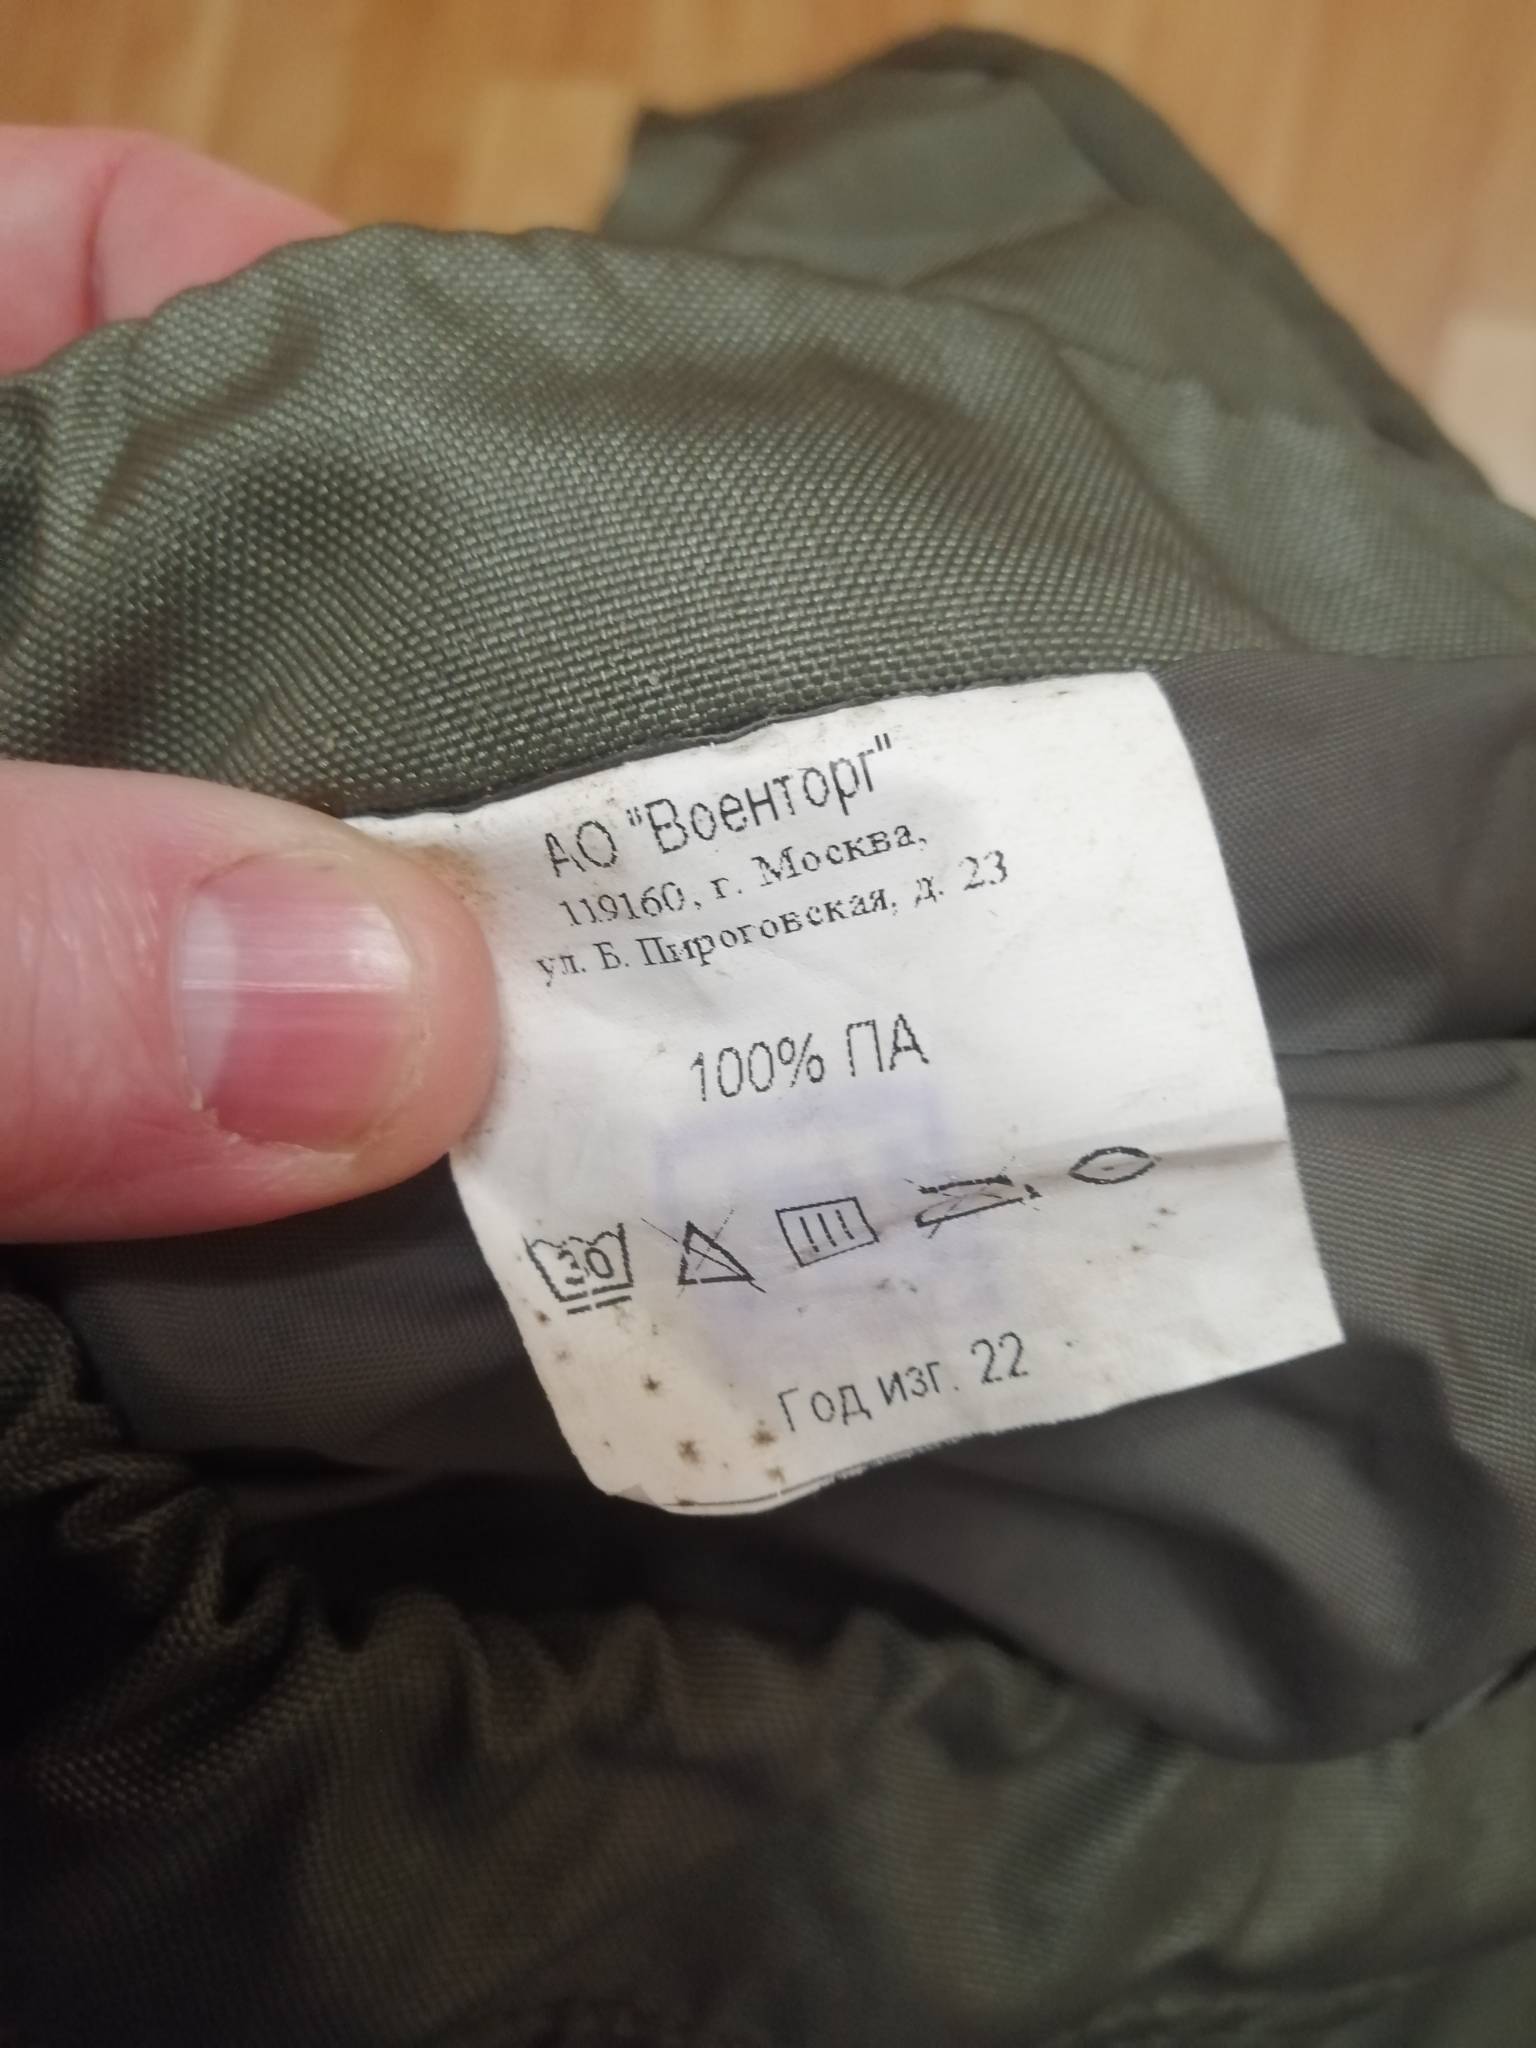 АО "Военторг"
119160, г. Москва,
ул. Б. Пироговская, д. 23
100% ПА
30
Год изг. 22